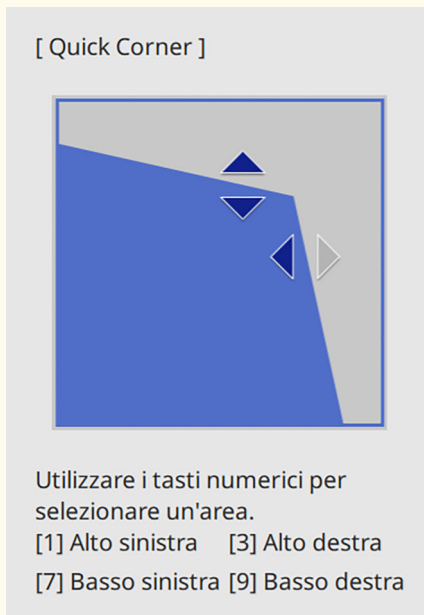 [ Quick Corner ]
Utilizzare i tasti numerici per
selezionare un'area.
[1] Alto sinistra [3] Alto destra
[7] Basso sinistra [9] Basso destra